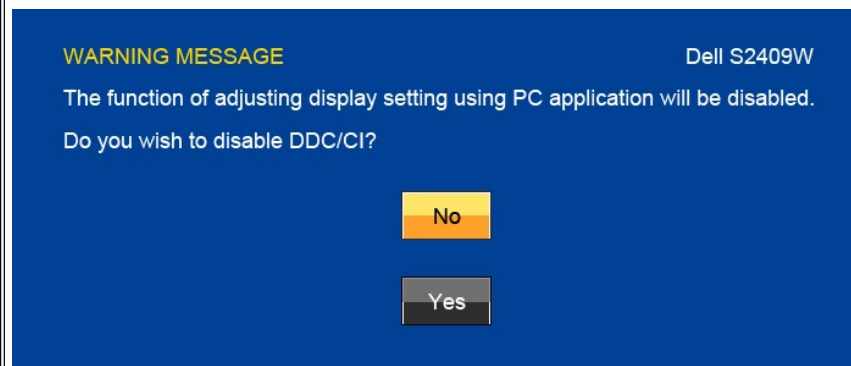 WARNING MESSAGE Dell S2409W
The function of adjusting display setting using PC application will be disabled.
Do you wish to disable DDC/CI?
No
Yes